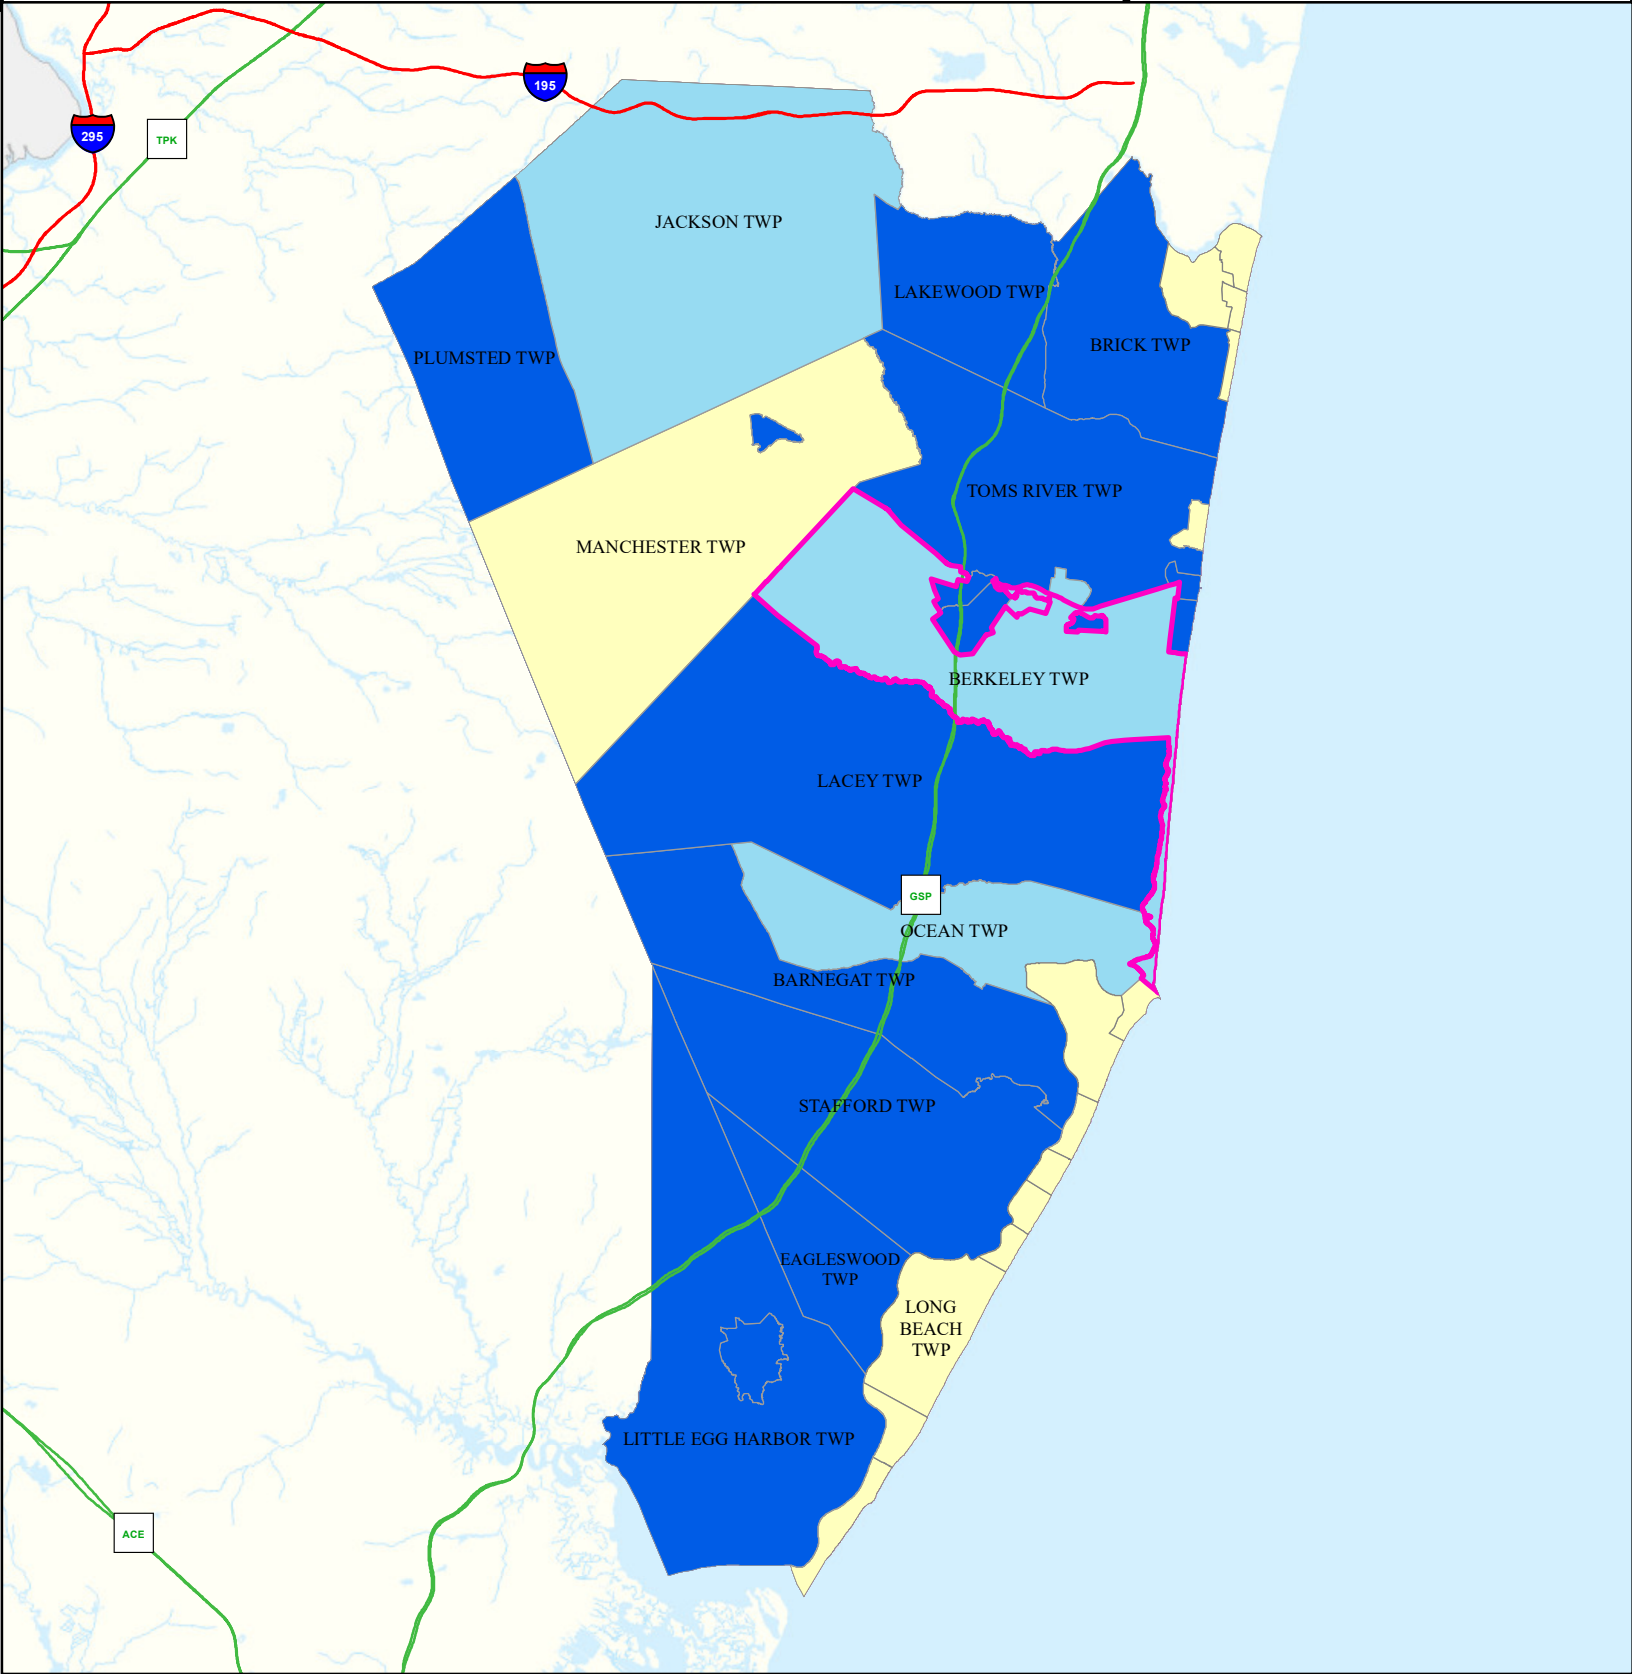 195
295
TPK
JACKSON TWP
LAKEWOOD TWP
BRICK TWP
PLUMSTED TWP
TOMS RIVER TWP
MANCHESTER TWP
BERKELEY TWP
LACEY TWP
GSP
OCEAN TWP
BARNEGAT TWP
STAFFORD TWP
EAGLESWOOD
TWP
LONG
BEACH
TWP
LITTLE EGG HARBOR TWP
ACE